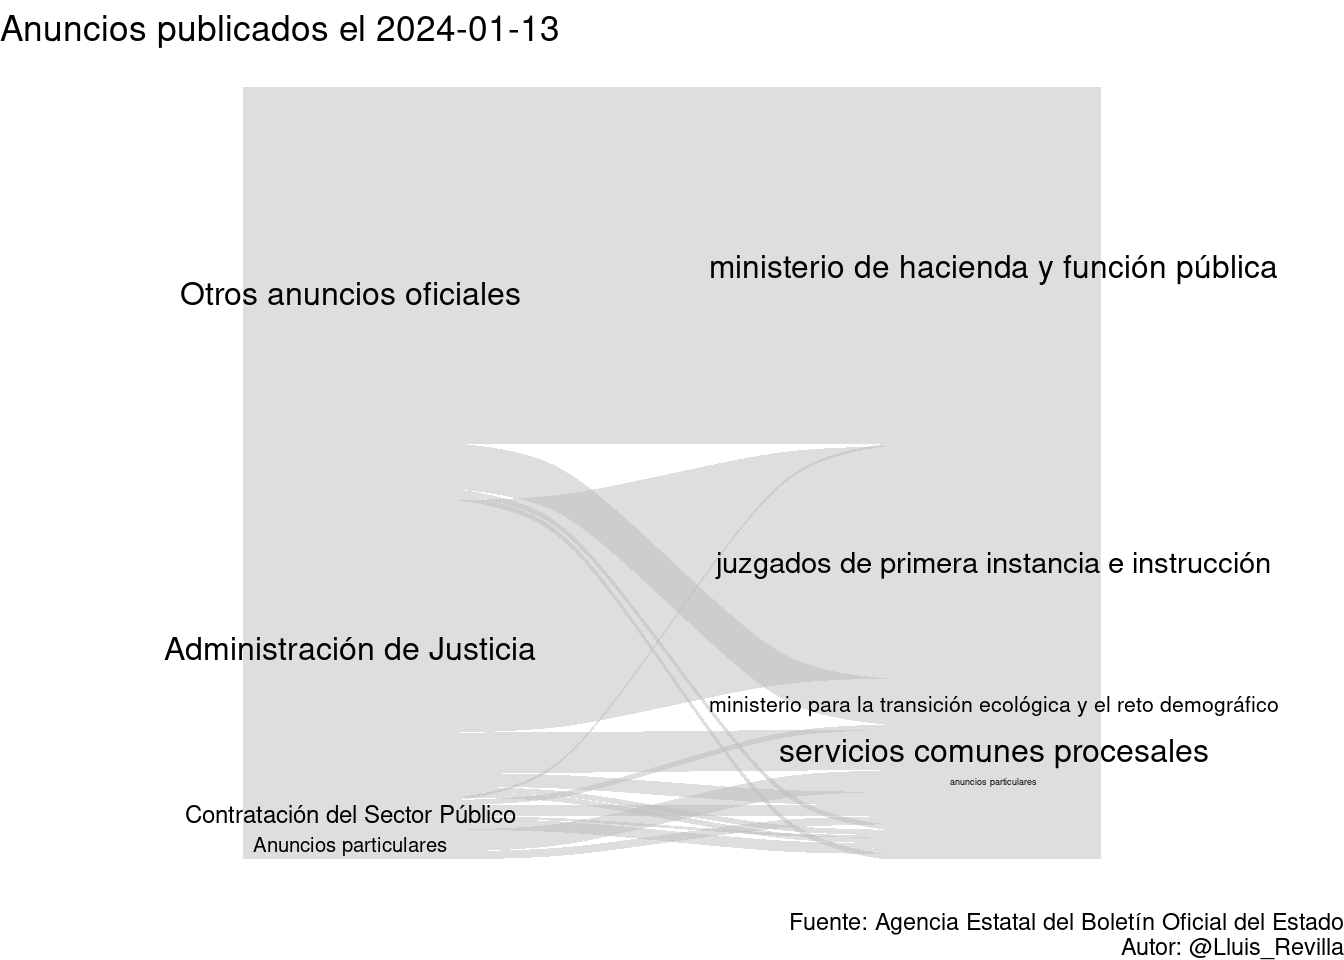 Anuncios publicados el 2024-01-13
ministerio de hacienda y función pública
Otros anuncios oficiales
juzgados de primera instancia e instrucción
Administración de Justicia
ministerio para la transición ecológica y el reto demográfico
servicios comunes procesales
anuncios particulares
Contratación del Sector Público
Anuncios particulares
Fuente: Agencia Estatal del Boletín Oficial del Estado
Autor: @Lluis_Revilla